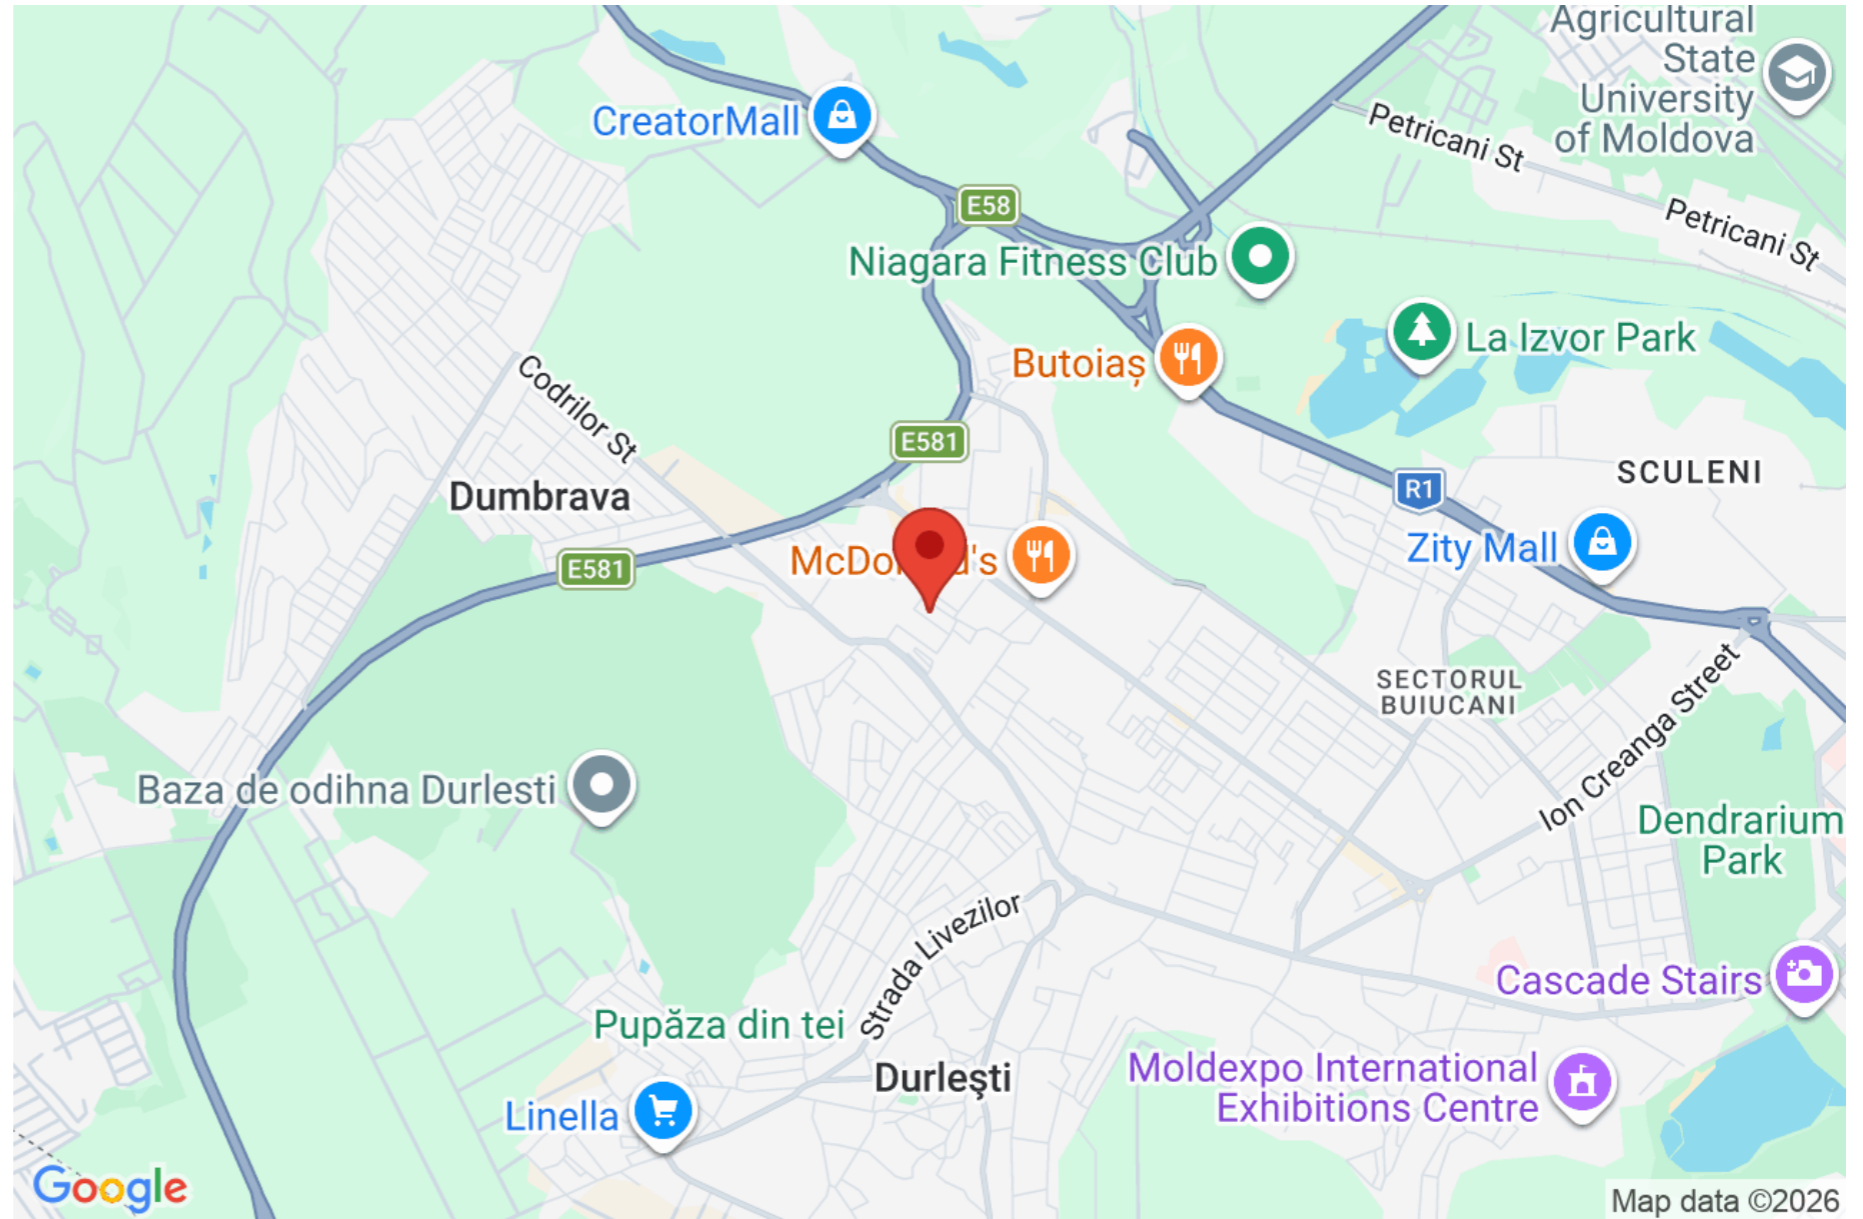 Agricultural
State
University
of Moldova
CreatorMall
Petricani St
E58
Petricani St
Niagara Fitness Club
La Izvor Park
Butoiaș
Codrilor St
E581
SCULENI
R1
Dumbrava
Zity Mall
McDo d's
E581
SECTORUL
BUIUCANI
Ion Creanga Street
Baza de odihna Durlesti
Dendrarium
Park
Strada Livezilor
Cascade Stairs
Pupăza din tei
Durleşti
Moldexpo International
Exhibitions Centre
Linella
Google
Map data ©2026